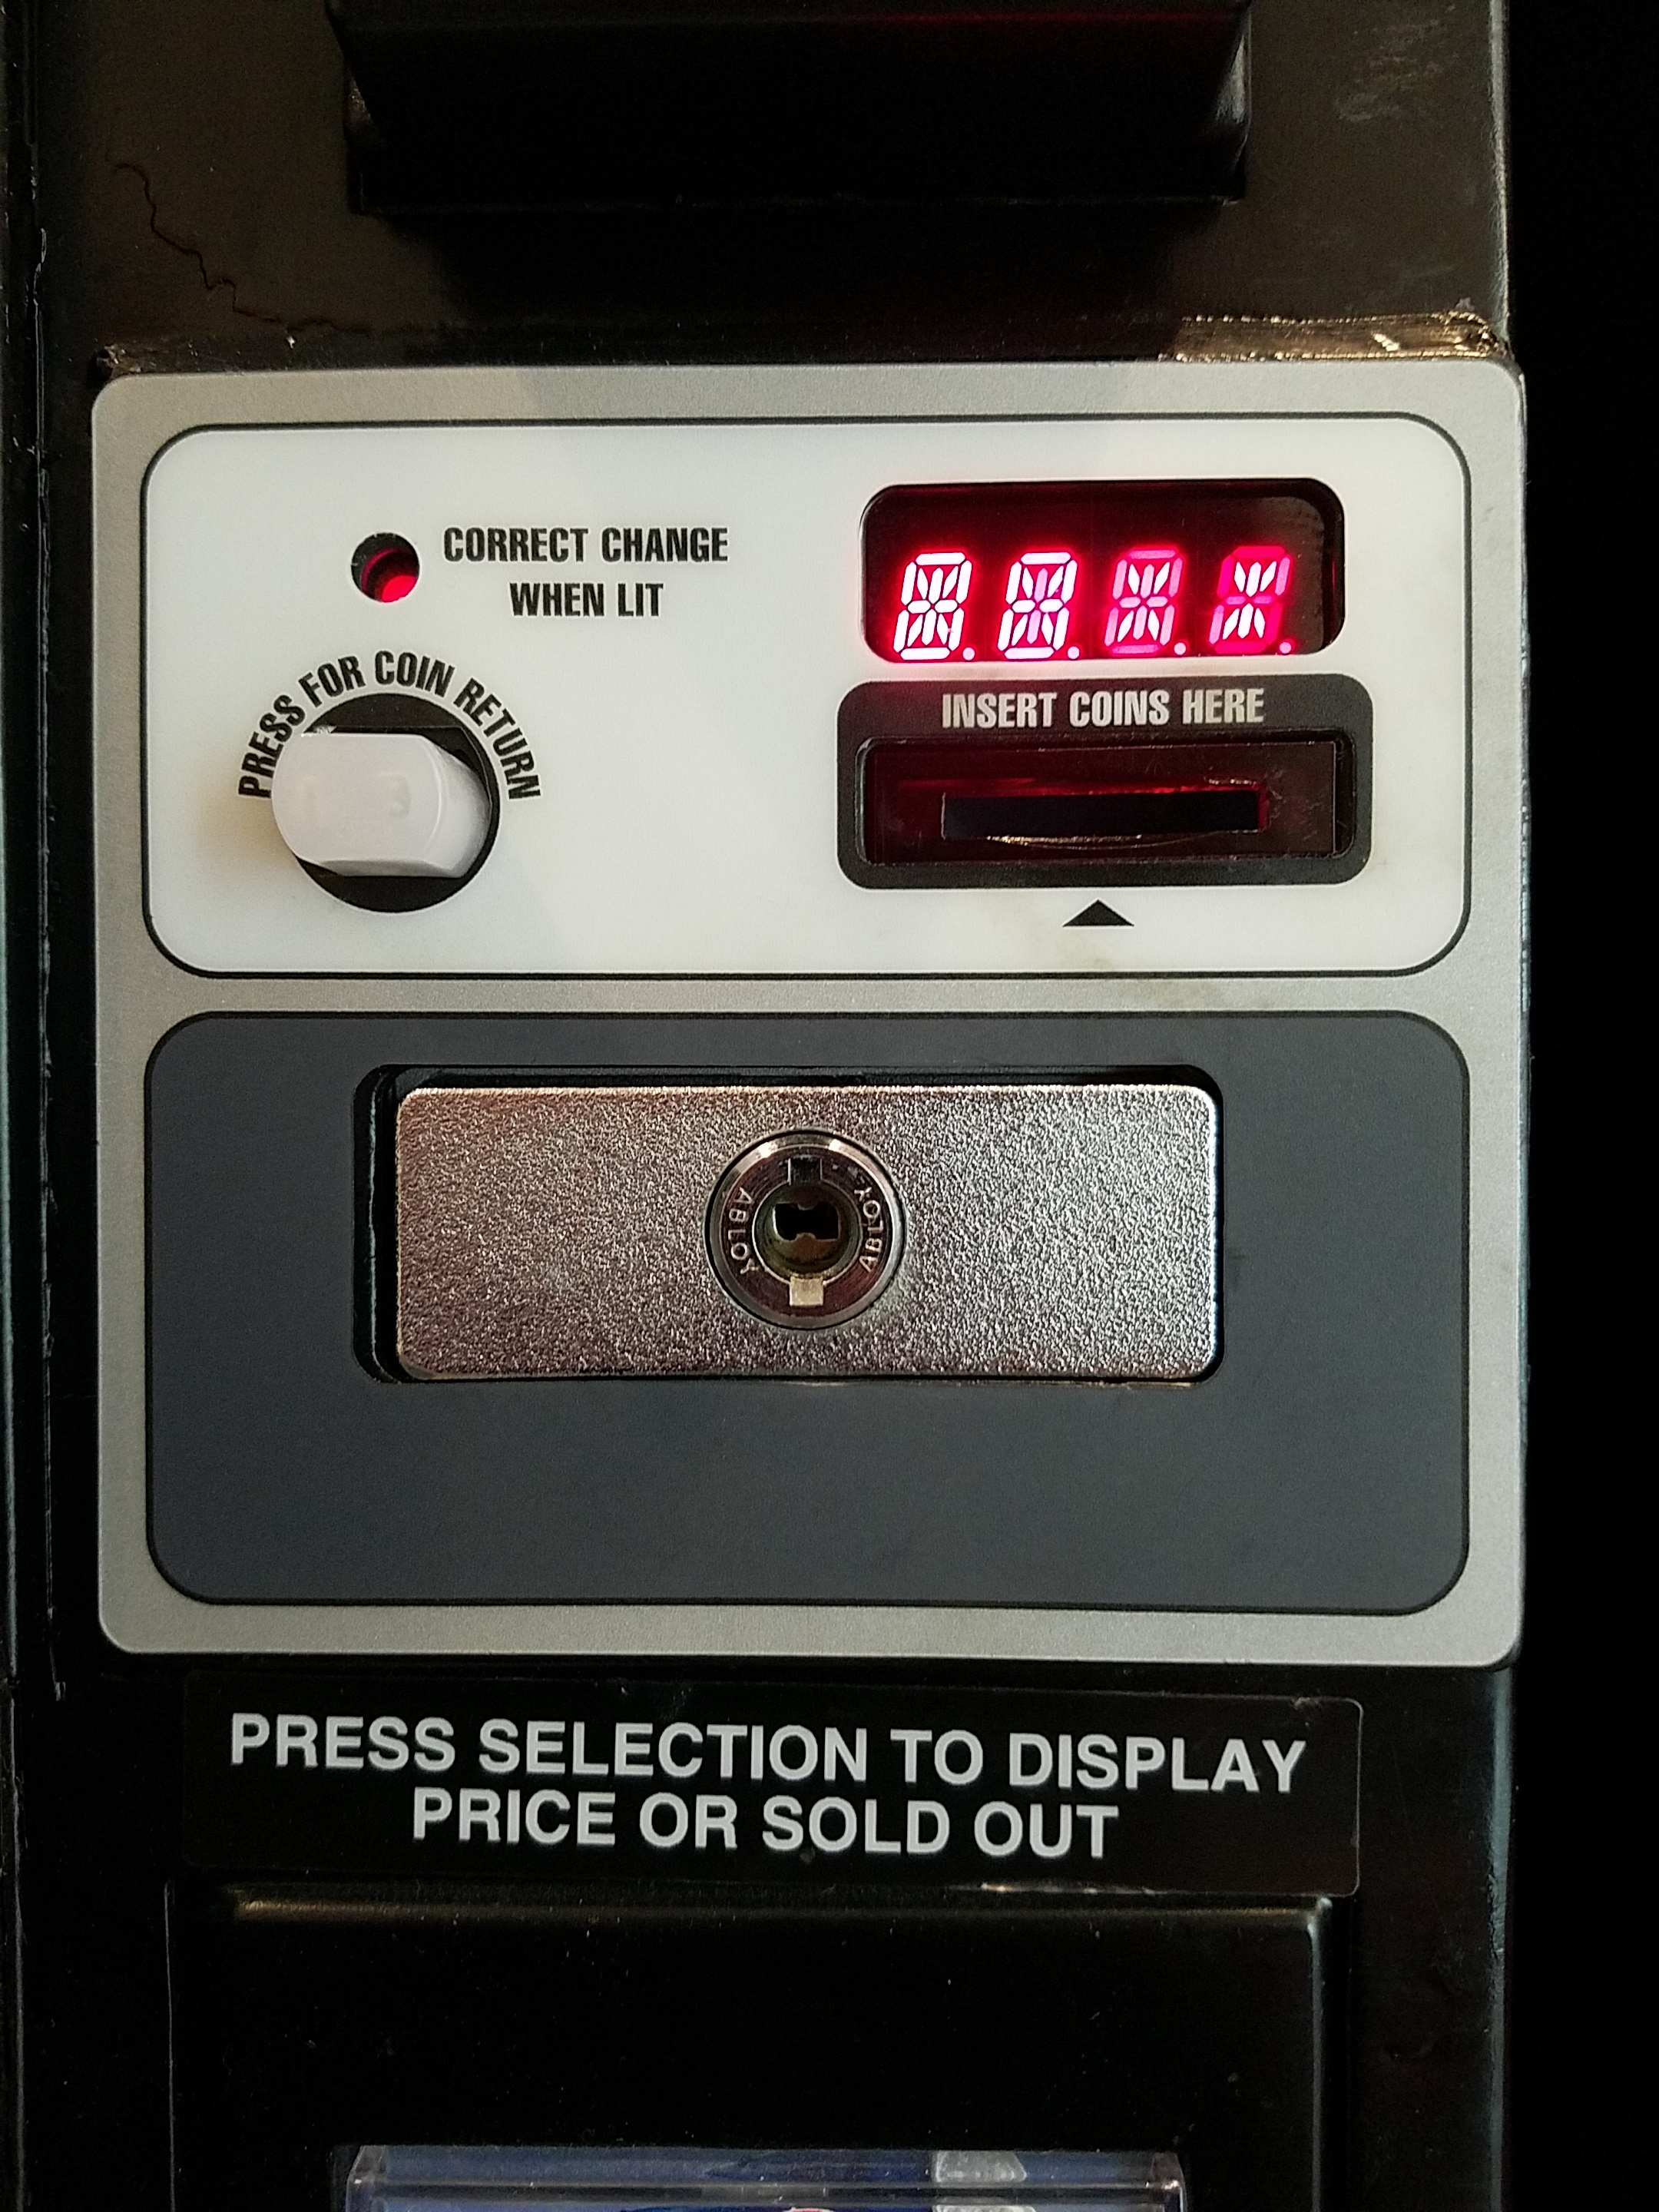 CORRECT CHANGE
WHEN LIT
PRESS FOR COIN RETURN
INSERT COINS HERE
ABLOY
ABLOY
PRESS SELECTION TO DISPLAY
PRICE OR SOLD OUT